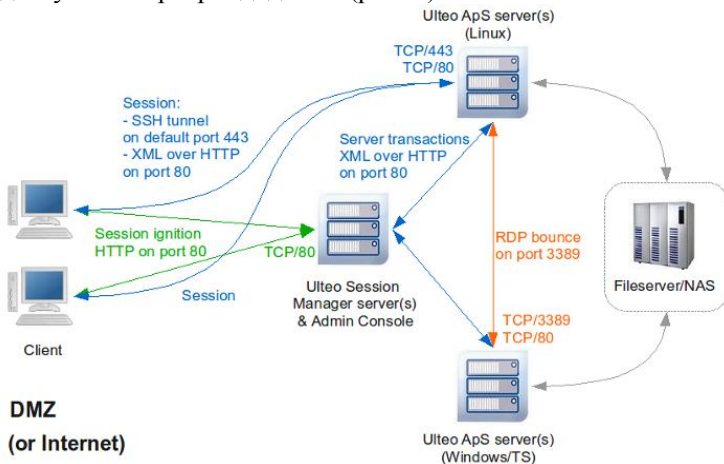 Ulteo ApS server(s)
(Linux)
TCP/443
TCP/80
Session:
- SSH tunnel
on default port 443
- XML over HTTP
on port 80
Server transactions
XML over HTTP
on port 80
Session ignition
HTTP on port 80
TCP/80
RDP bounce
on port 3389
Fileserver/NAS
Session
Ulteo Session
Manager server(s)
& Admin Console
Client
TCP/3389
TCP/80
DMZ
(or Internet)
Ulteo ApS server(s)
(Windows/TS)